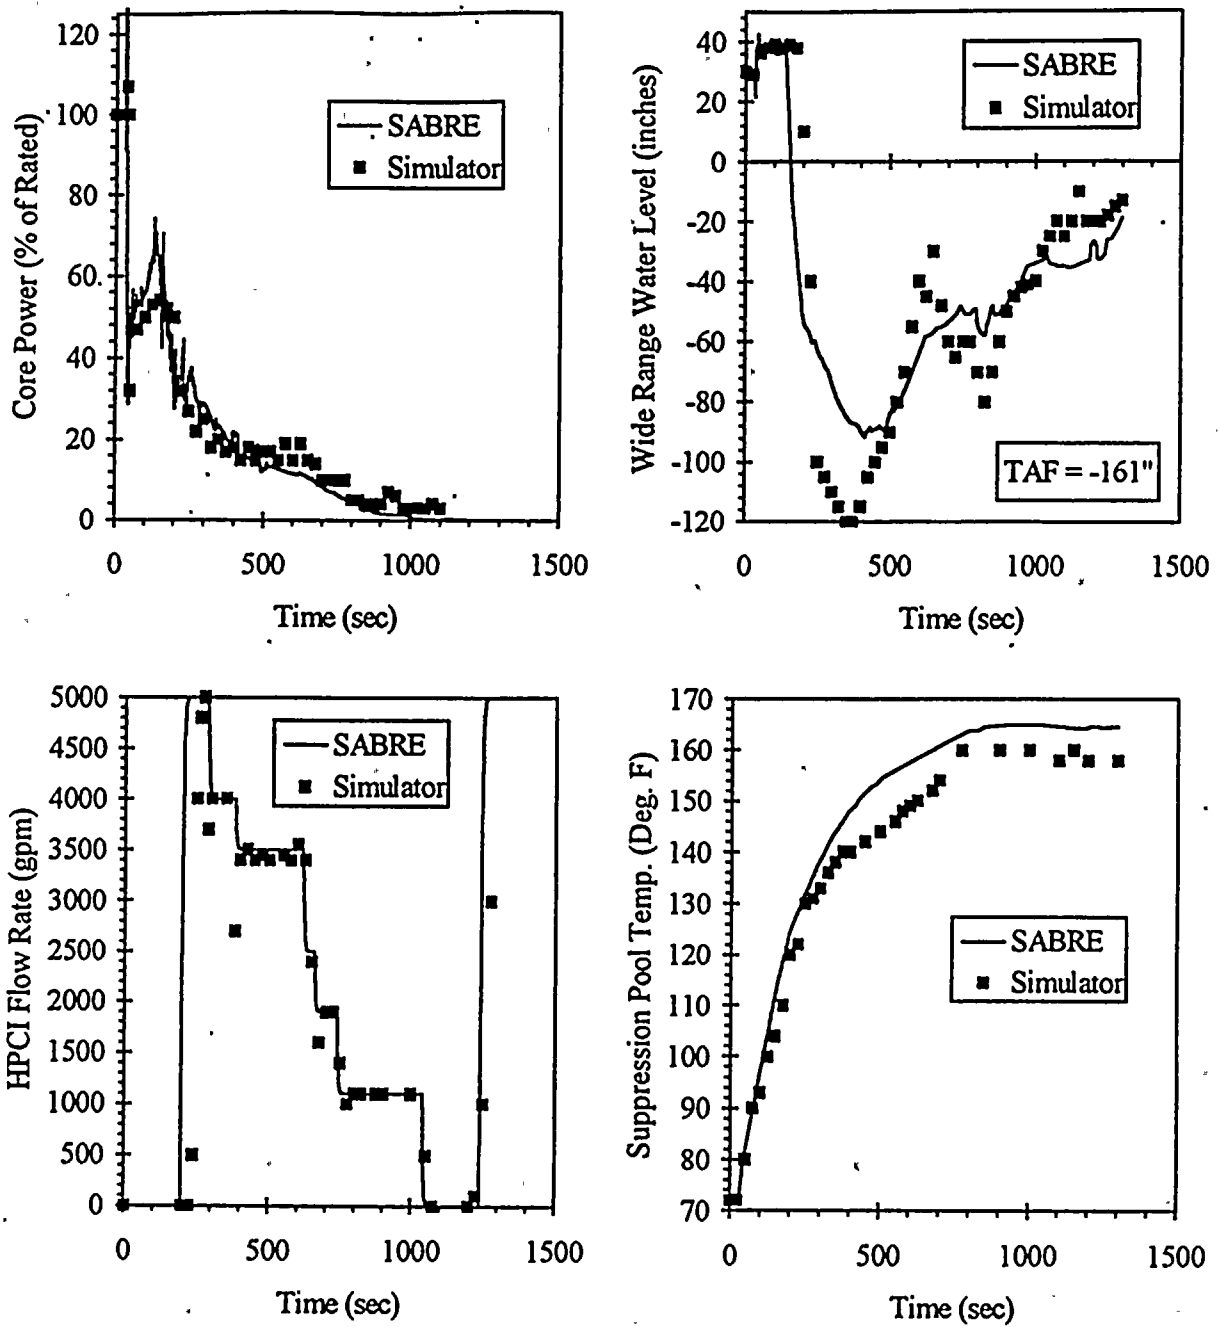 Core Power (% of Rated)
120
100
80
60
40
20
0
SABRE
Simulator
0 500 1000 1500
Time (sec)
Wide Range Water Level (inches)
40
20
0
-20
-40
-60
-80
-100
-120
SABRE
Simulator
TAF = -161"
0 500 1000 1500
Time (sec)
HPCI Flow Rate (gpm)
5000
4500
4000
3500
3000
2500
2000
1500
1000
500
0
SABRE
Simulator
0 500 1000 1500
Time (sec)
Suppression Pool Temp. (Deg. F)
170
160
150
140
130
120
110
100
90
80
70
SABRE
Simulator
0 500 1000 1500
Time (sec)